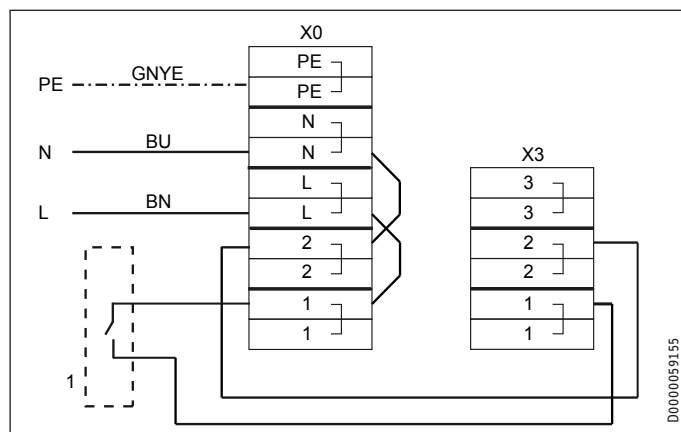 X0
PE
PE GNYE PE
N
N BU N
X3
L 3
L BN L 3
2 2
2 2
1 1
1 1
1
D0000059155